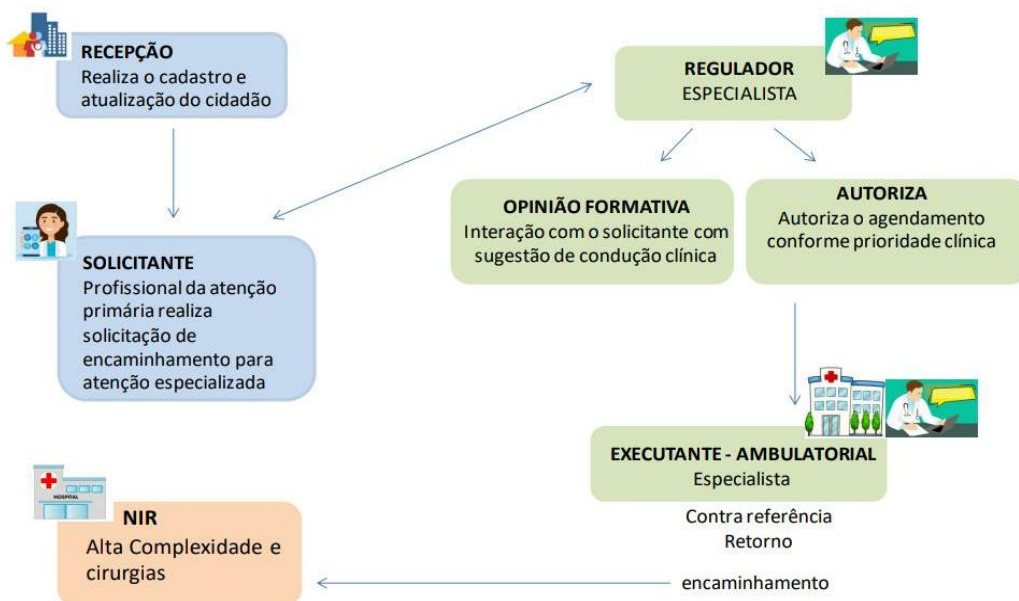 RECEPÇÃO
Realiza o cadastro e
atualização do cidadão
REGULADOR
ESPECIALISTA
OPINIÃO FORMATIVA
Interação com o solicitante com
sugestão de condução clínica
AUTORIZA
Autoriza o agendamento
conforme prioridade clínica
SOLICITANTE
Profissional da atenção
primária realiza
solicitação de
encaminhamento para
atenção especializada
EXECUTANTE - AMBULATORIAL
Especialista
Contra referência
Retorno
encaminhamento
HOSPITAL
NIR
Alta Complexidade e
cirurgias